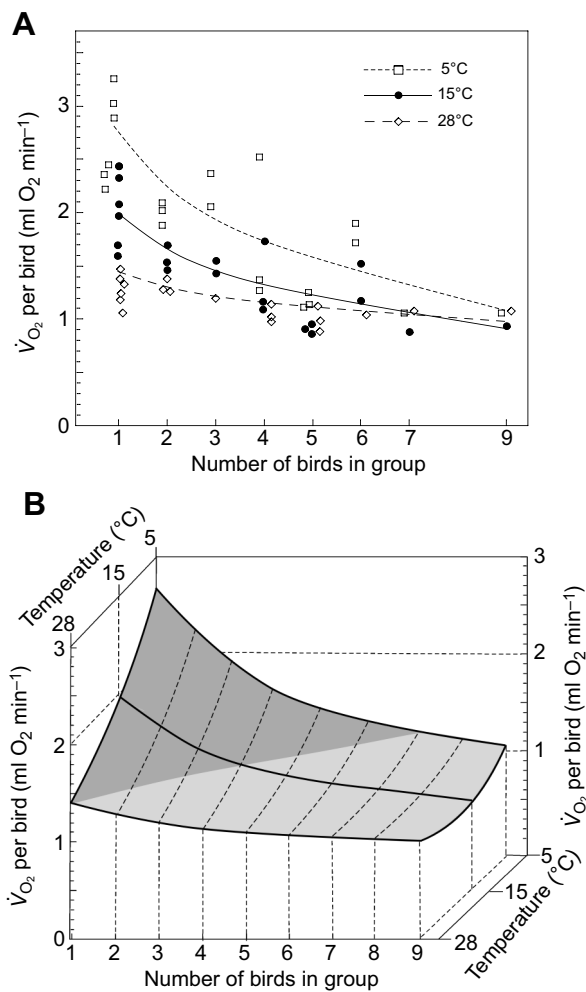 A
5°C
15°C
28°C
3
2
1
0
V̇O₂ per bird (ml O₂ min⁻¹)
1 2 3 4 5 6 7 9
Number of birds in group
B
Temperature (°C)
5
15
28
3
2
1
0
V̇O₂ per bird (ml O₂ min⁻¹)
3
2
1
V̇O₂ per bird (ml O₂ min⁻¹)
5
15
28
Temperature (°C)
1 2 3 4 5 6 7 8 9
Number of birds in group